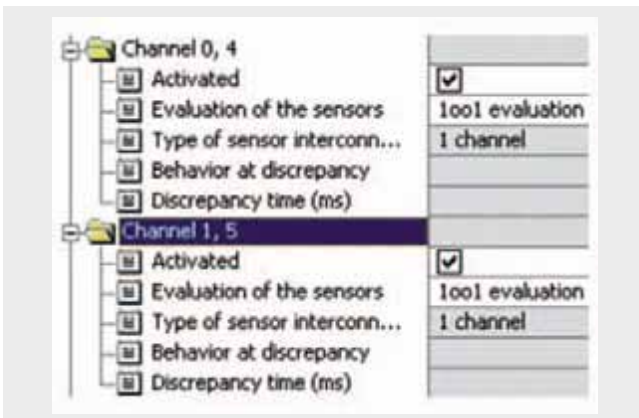 Channel 0, 4
Activated
Evaluation of the sensors 1oo1 evaluation
Type of sensor interconn... 1 channel
Behavior at discrepancy
Discrepancy time (ms)
Channel 1, 5
Activated
Evaluation of the sensors 1oo1 evaluation
Type of sensor interconn... 1 channel
Behavior at discrepancy
Discrepancy time (ms)